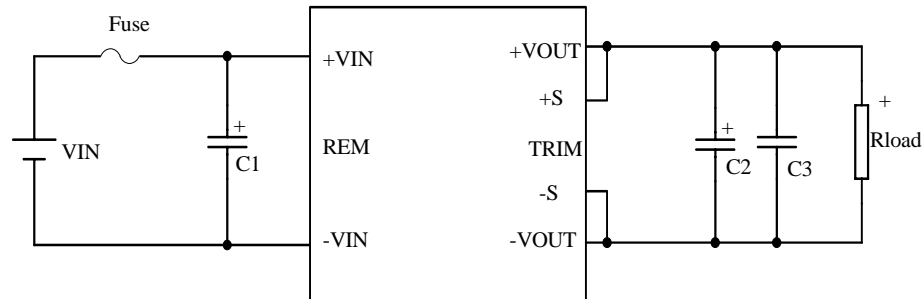 Fuse
+VIN
+VOUT
+S
+
+
+
VIN
C1
REM
TRIM
C2
C3
Rload
-S
-VIN
-VOUT